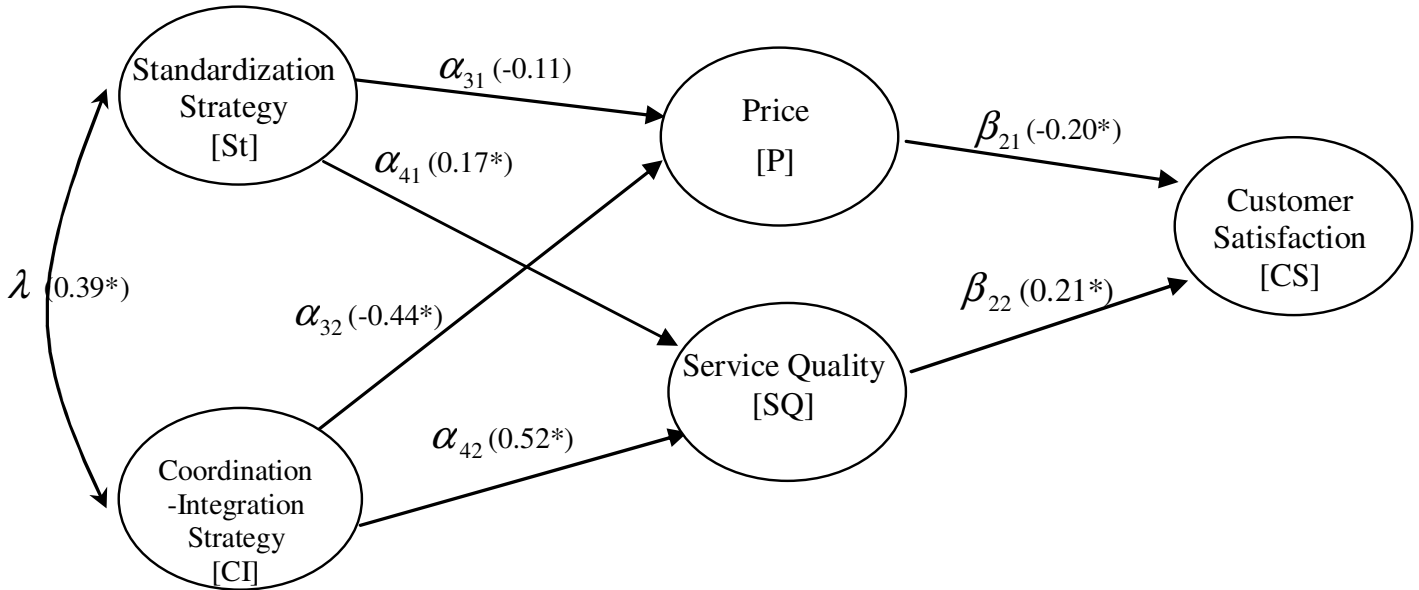 Standardization
Strategy
[St]
α₃₁ (-0.11)
Price
[P]
β₂₁ (-0.20*)
α₄₁ (0.17*)
Customer
Satisfaction
[CS]
λ (0.39*)
α₃₂ (-0.44*)
β₂₂ (0.21*)
Service Quality
[SQ]
α₄₂ (0.52*)
Coordination
-Integration
Strategy
[CI]